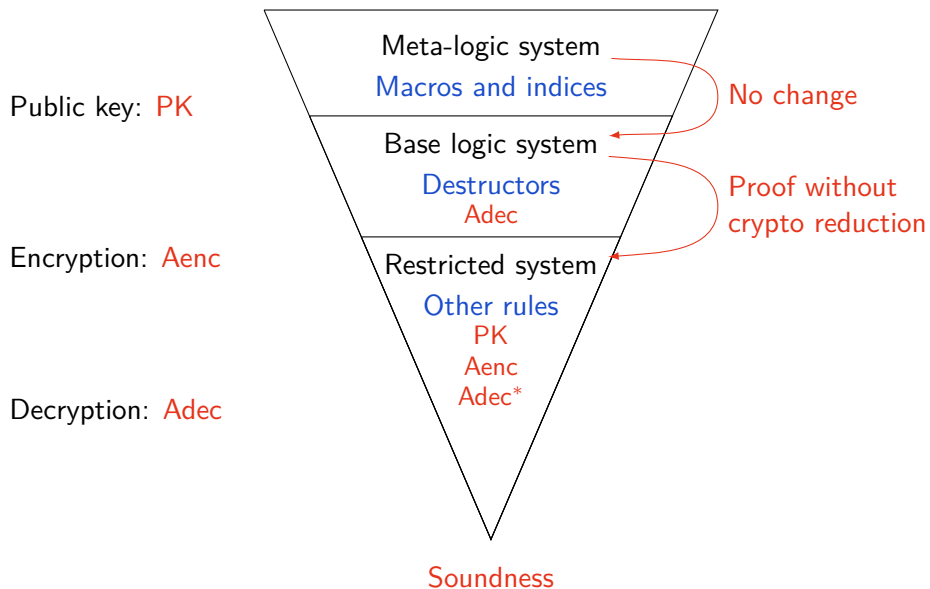 Meta-logic system
Macros and indices
No change
Public key: PK
Base logic system
Destructors
Adec
Proof without
crypto reduction
Encryption: Aenc
Restricted system
Other rules
PK
Aenc
Adec*
Decryption: Adec
Soundness